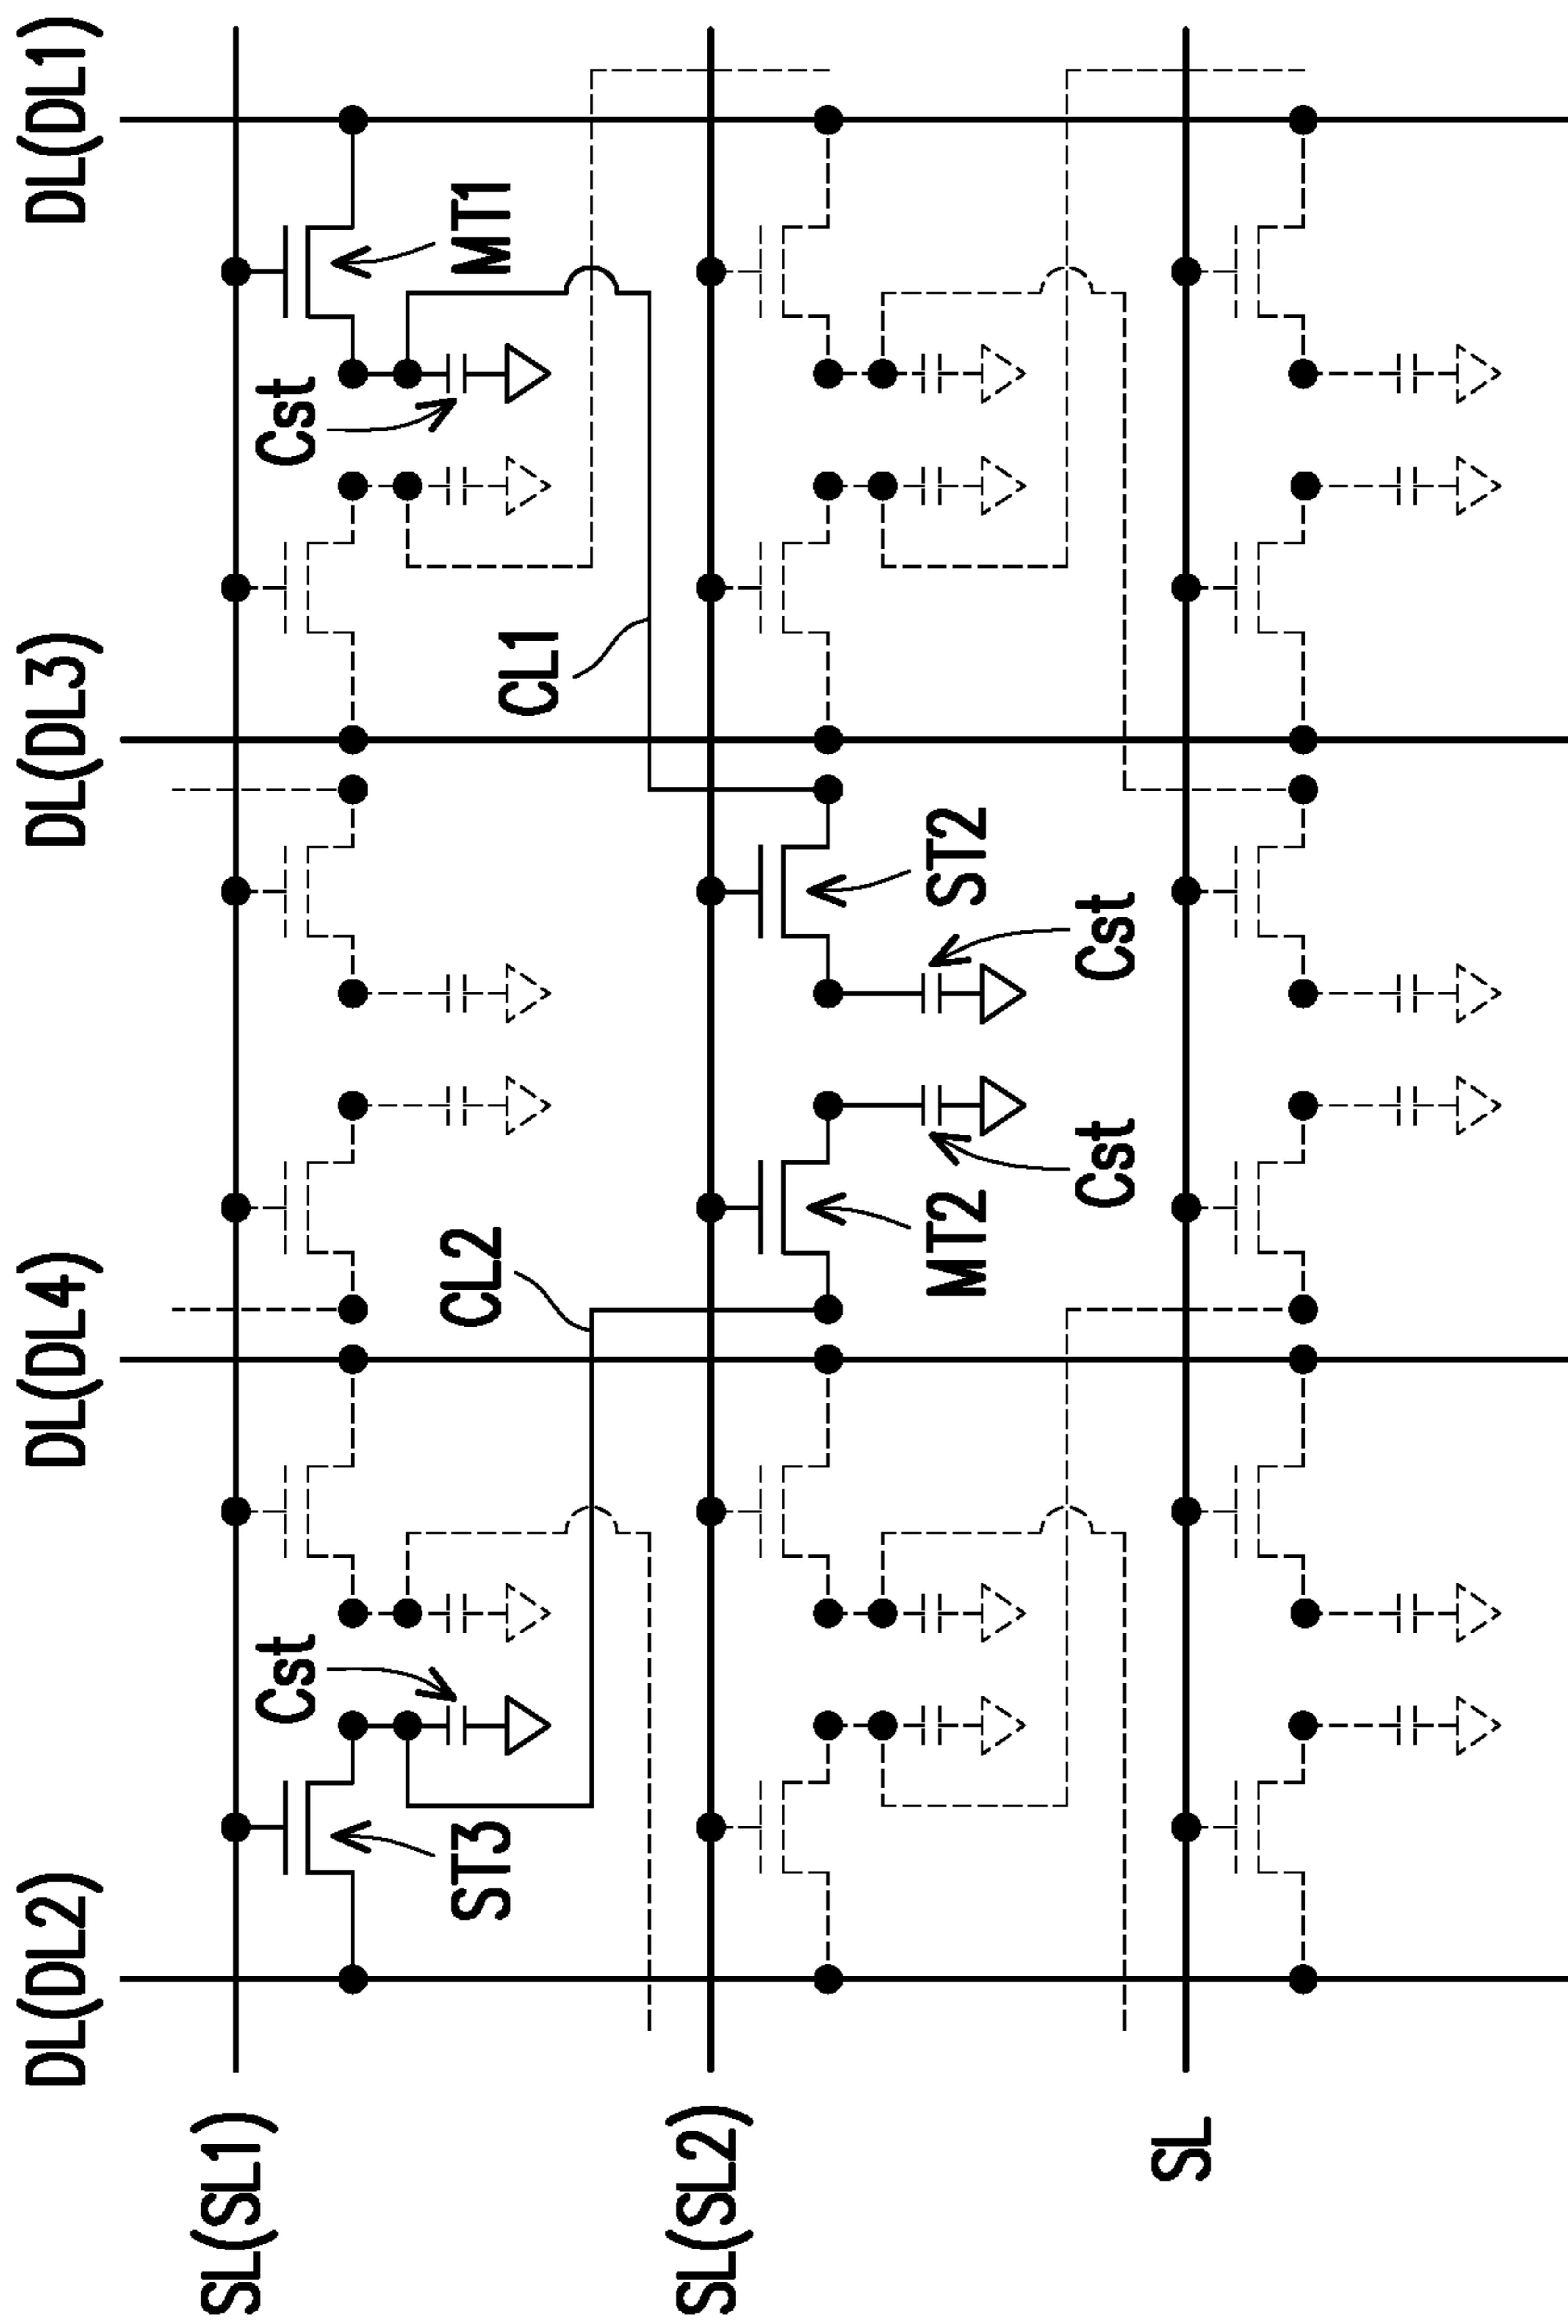 DL(DL2)
DL(DL4)
DL(DL3)
DL(DL1)
SL(SL1)
Cst
Cst
ST3
CL2
CL1
MT1
SL(SL2)
MT2
ST2
Cst
Cst
SL